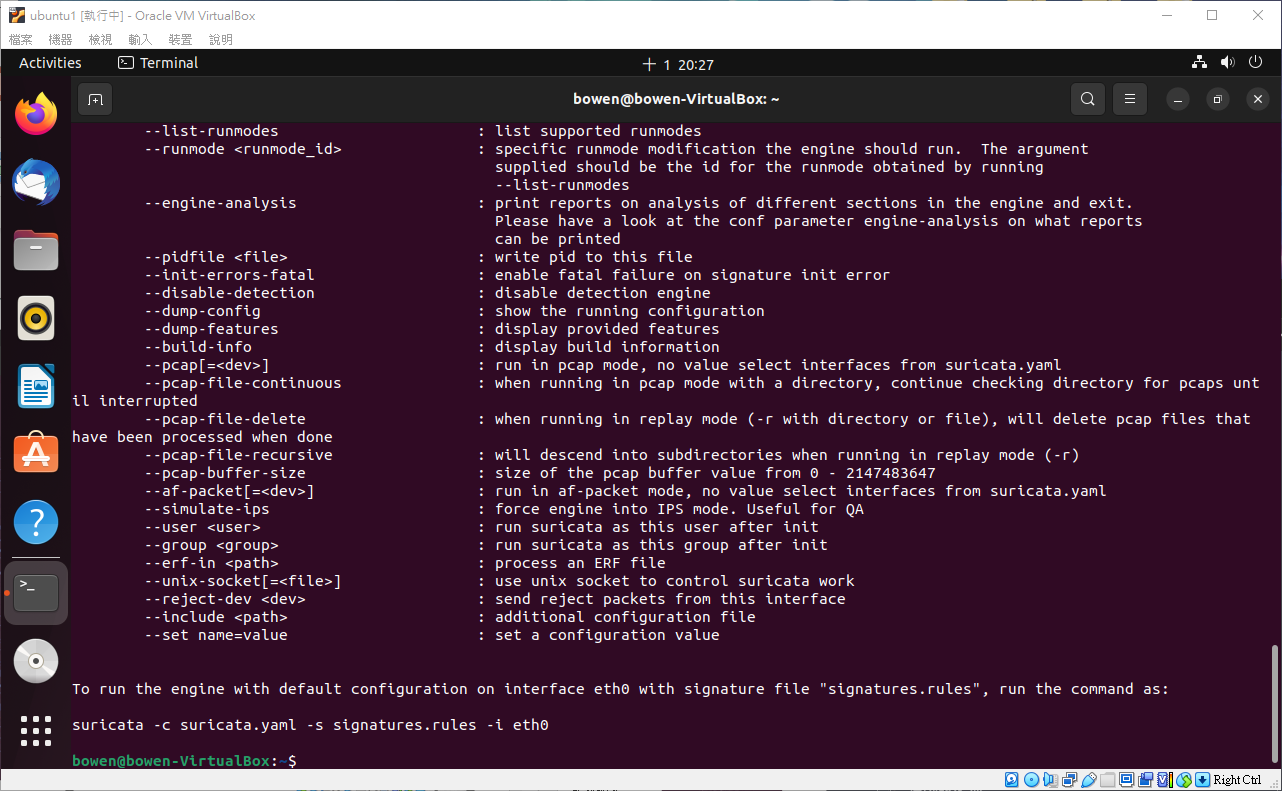 ubuntu1 [執行中] - Oracle VM VirtualBox
檔案 機器 檢視 輸入 裝置 說明
Activities Terminal 十 1 20:27
bowen@bowen-VirtualBox: ~
--list-runmodes : list supported runmodes
--runmode <runmode_id> : specific runmode modification the engine should run. The argument
supplied should be the id for the runmode obtained by running
--list-runmodes
--engine-analysis : print reports on analysis of different sections in the engine and exit.
Please have a look at the conf parameter engine-analysis on what reports
can be printed
--pidfile <file> : write pid to this file
--init-errors-fatal : enable fatal failure on signature init error
--disable-detection : disable detection engine
--dump-config : show the running configuration
--dump-features : display provided features
--build-info : display build information
--pcap[=<dev>] : run in pcap mode, no value select interfaces from suricata.yaml
--pcap-file-continuous : when running in pcap mode with a directory, continue checking directory for pcaps unt
il interrupted
--pcap-file-delete : when running in replay mode (-r with directory or file), will delete pcap files that
have been processed when done
--pcap-file-recursive : will descend into subdirectories when running in replay mode (-r)
--pcap-buffer-size : size of the pcap buffer value from 0 - 2147483647
--af-packet[=<dev>] : run in af-packet mode, no value select interfaces from suricata.yaml
--simulate-ips : force engine into IPS mode. Useful for QA
--user <user> : run suricata as this user after init
--group <group> : run suricata as this group after init
--erf-in <path> : process an ERF file
--unix-socket[=<file>] : use unix socket to control suricata work
--reject-dev <dev> : send reject packets from this interface
--include <path> : additional configuration file
--set name=value : set a configuration value
To run the engine with default configuration on interface eth0 with signature file "signatures.rules", run the command as:
suricata -c suricata.yaml -s signatures.rules -i eth0
bowen@bowen-VirtualBox:~$
Right Ctrl